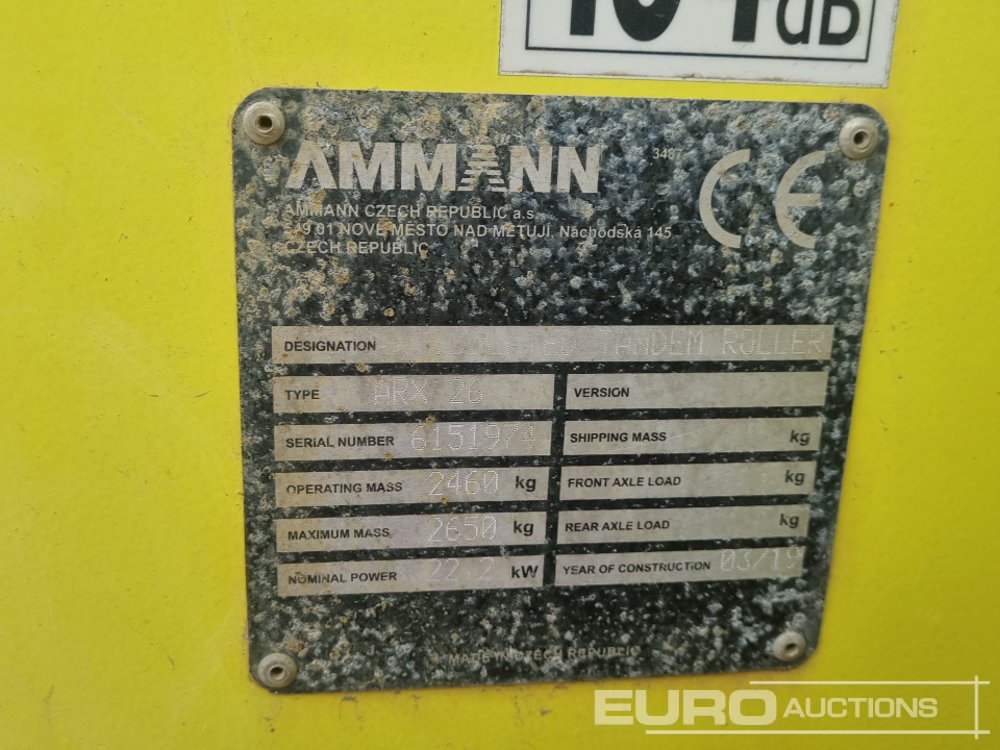 dB
AMMANN
3487
CE
AMMANN CZECH REPUBLIC a.s.
549 01 NOVÉ MĚSTO NAD METUJÍ, Náchodská 145
CZECH REPUBLIC
DESIGNATION TANDEM ROLLER
TYPE ARX 26
VERSION
SERIAL NUMBER 61519/4
SHIPPING MASS kg
OPERATING MASS 2460 kg
FRONT AXLE LOAD kg
MAXIMUM MASS 2650 kg
REAR AXLE LOAD kg
NOMINAL POWER 22,2 kW
YEAR OF CONSTRUCTION 03/19
MADE IN CZECH REPUBLIC
EURO AUCTIONS